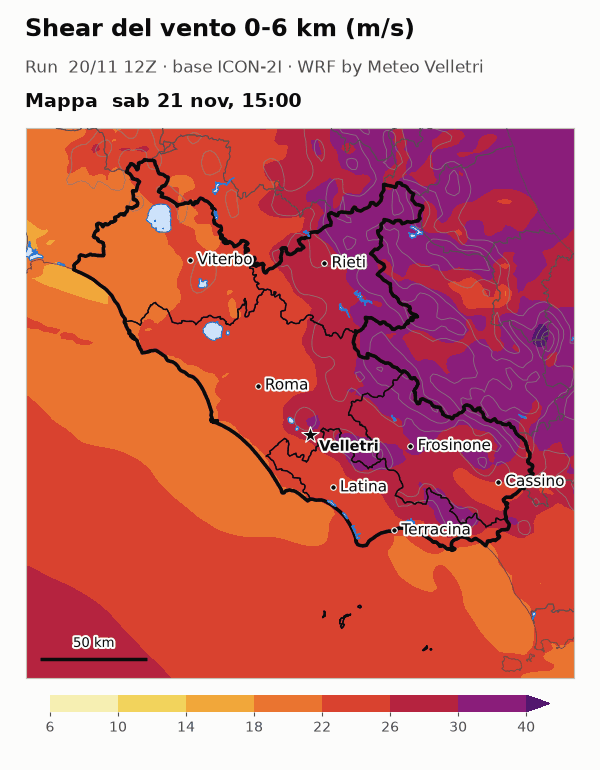 Shear del vento 0-6 km (m/s)
Run  20/11 12Z · base ICON-2I · WRF by Meteo Velletri
Mappa  sab 21 nov, 15:00
Viterbo
Rieti
Roma
Velletri
Frosinone
Latina
Cassino
Terracina
50 km
6 10 14 18 22 26 30 40